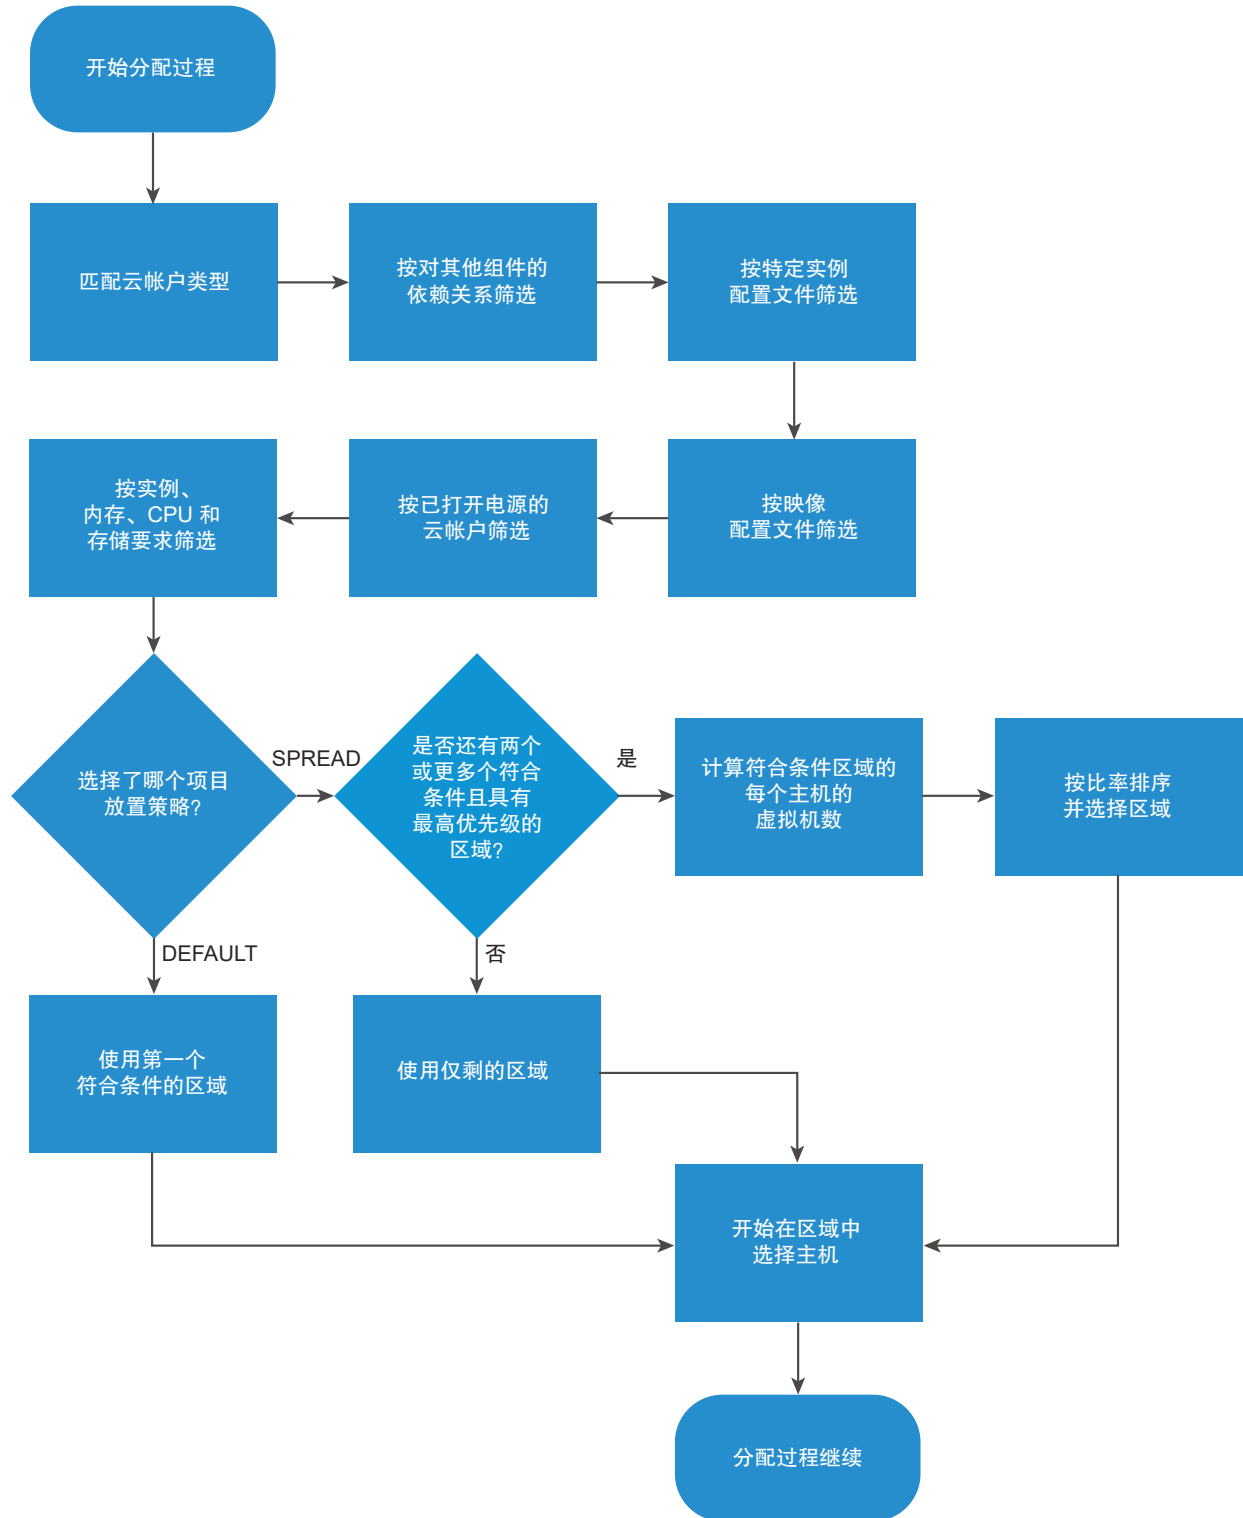 开始分配过程
匹配云帐户类型
按对其他组件的
依赖关系筛选
按特定实例
配置文件筛选
按实例、
内存、CPU 和
存储要求筛选
按已打开电源的
云帐户筛选
按映像
配置文件筛选
选择了哪个项目
放置策略?
SPREAD
是否还有两个
或更多个符合
条件且具有
最高优先级的
区域?
是
计算符合条件区域的
每个主机的
虚拟机数
按比率排序
并选择区域
DEFAULT
否
使用第一个
符合条件的区域
使用仅剩的区域
开始在区域中
选择主机
分配过程继续